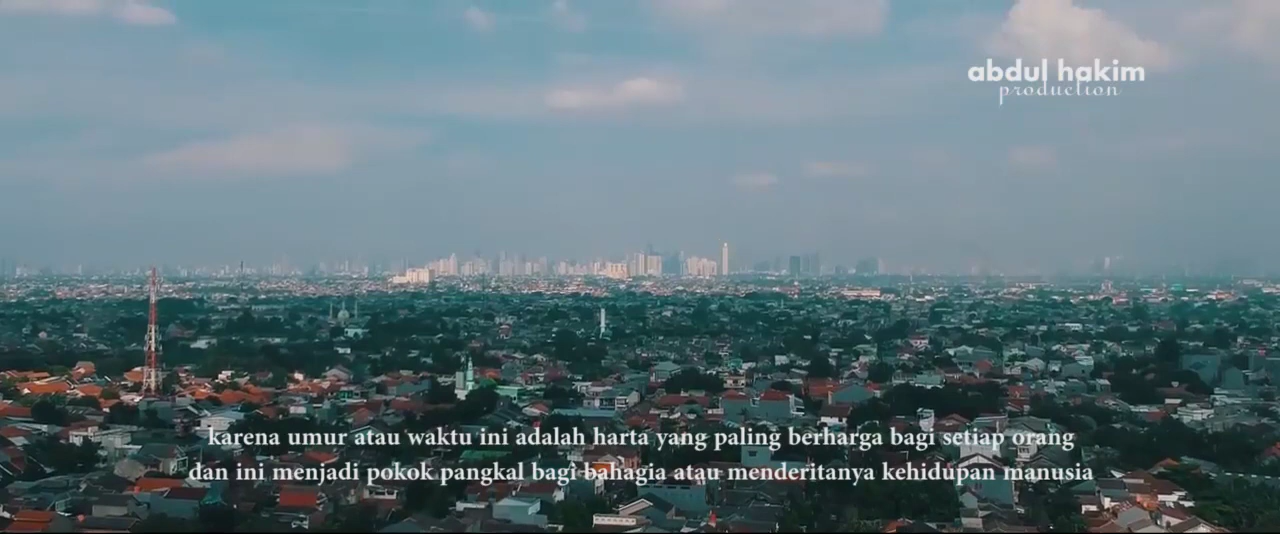 abdul hakim
production
karena umur atau waktu ini adalah harta yang paling berharga bagi setiap orang
dan ini menjadi pokok pangkal bagi bahagia atau menderitanya kehidupan manusia